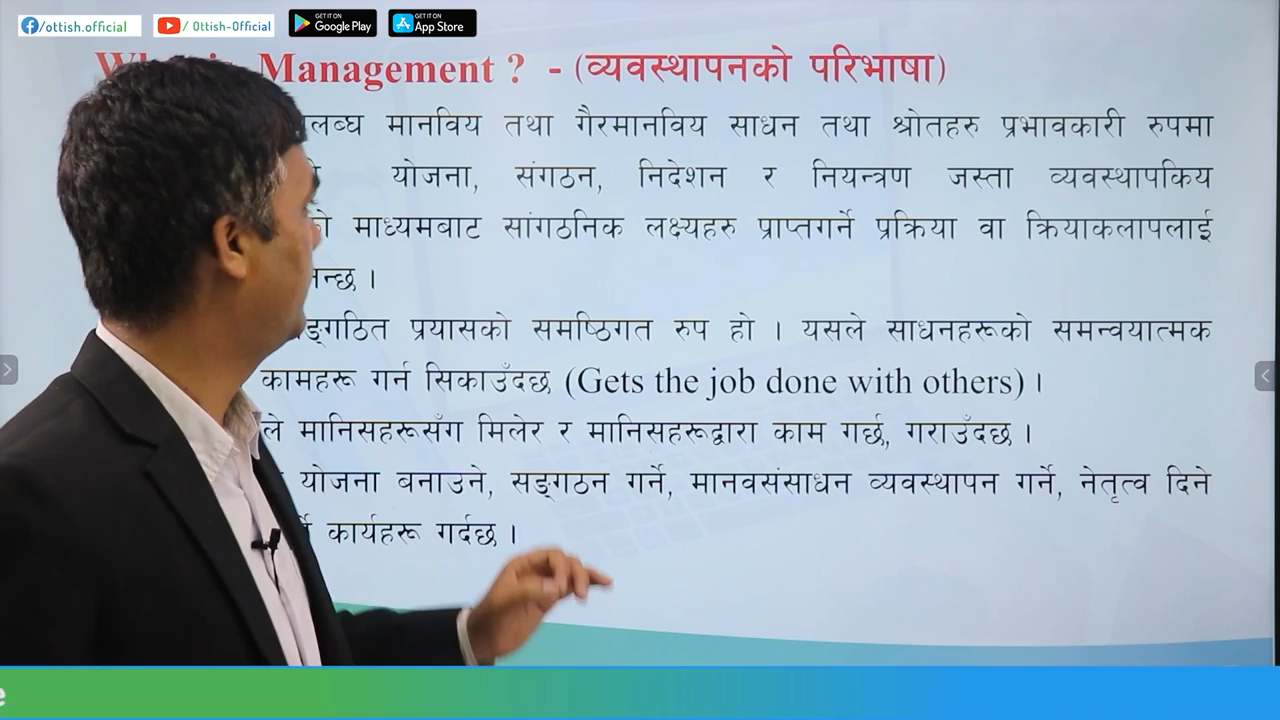 /ottish.official / Ottish-Official GET IT ON Google Play GET IT ON App Store
Management ? - (व्यवस्थापनको परिभाषा)
मानविय तथा गैरमानविय साधन तथा श्रोतहरु प्रभावकारी रुपमा
योजना, संगठन, निदेशन र नियन्त्रण जस्ता व्यवस्थापकिय
माध्यमबाट सांगठनिक लक्ष्यहरु प्राप्तगर्ने प्रक्रिया वा क्रियाकलापलाई
।
प्रयासको समष्ठिगत रुप हो । यसले साधनहरूको समन्वयात्मक
कामहरू गर्न सिकाउँदछ (Gets the job done with others) ।
मानिसहरूसँग मिलेर र मानिसहरूद्वारा काम गर्छ, गराउँदछ ।
योजना बनाउने, सङ्गठन गर्ने, मानवसंसाधन व्यवस्थापन गर्ने, नेतृत्व दिने
कार्यहरू गर्दछ ।